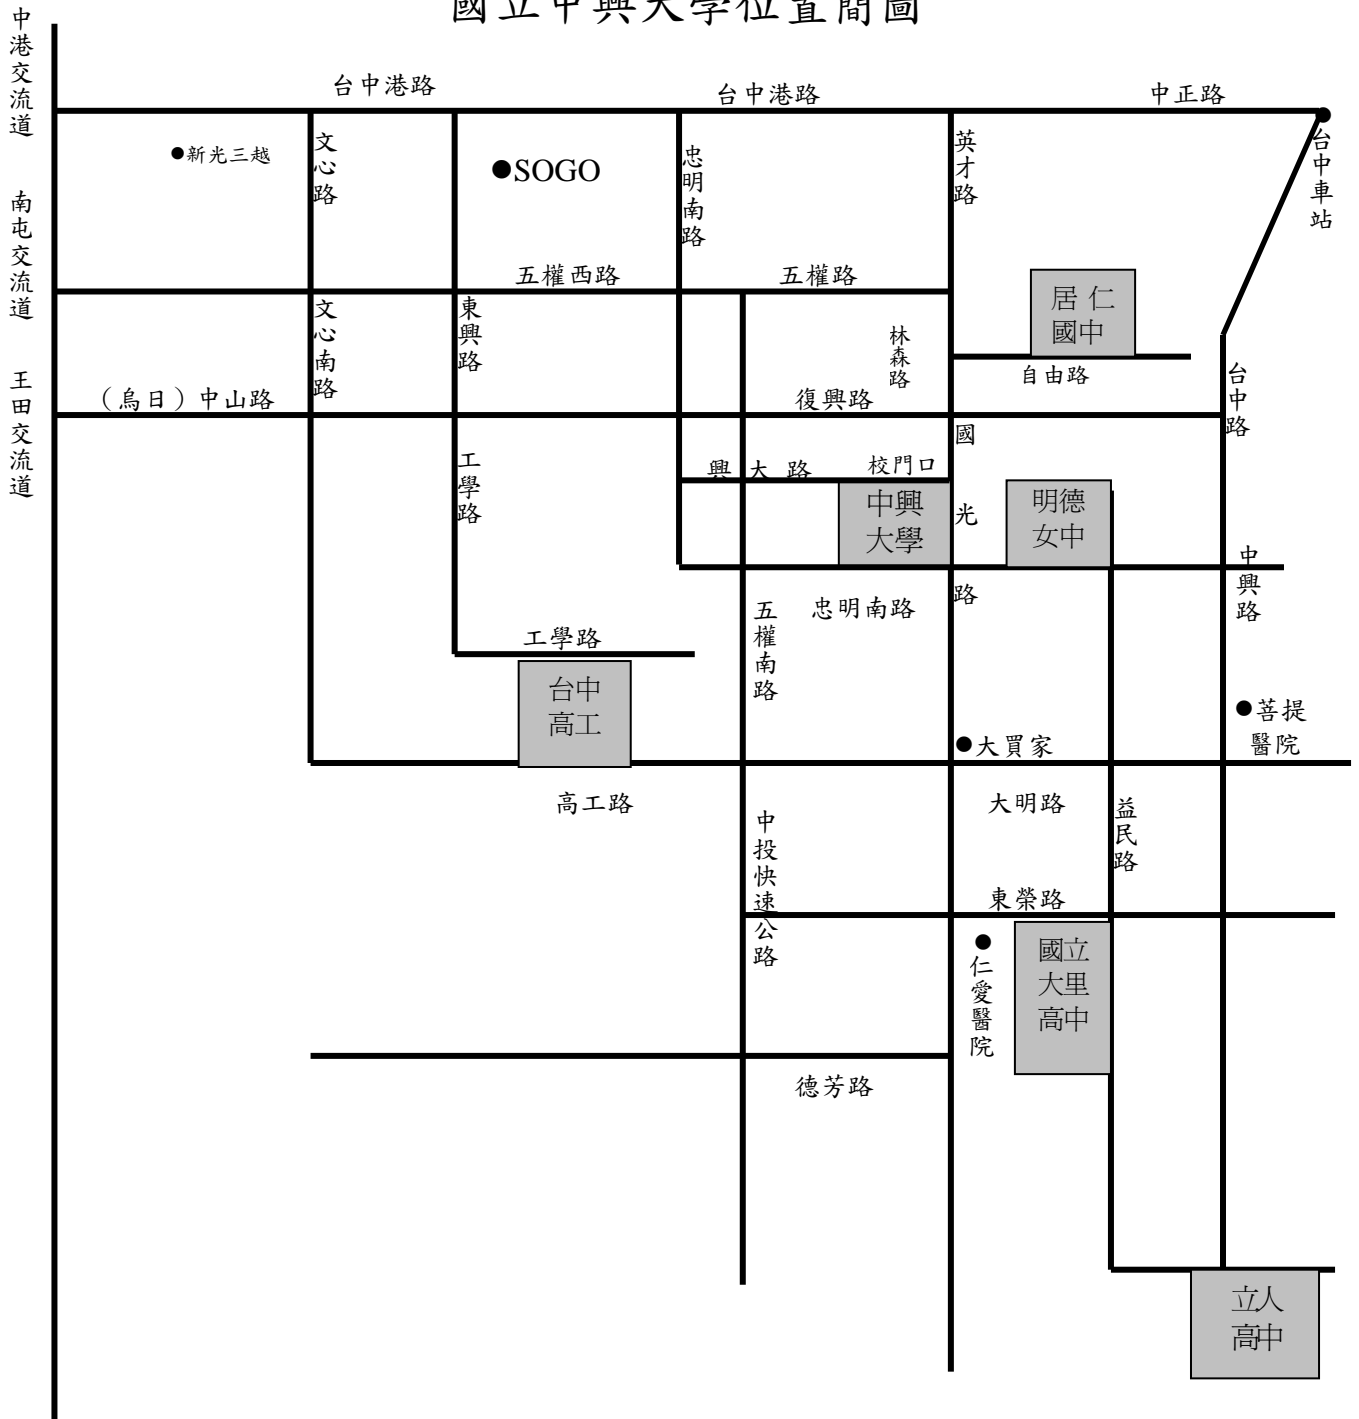 國立中興大學位置簡圖
中港交流道
台中港路
台中港路
中正路
新光三越
文心路
SOGO
忠明南路
英才路
台中車站
南屯交流道
五權西路
五權路
居仁
國中
文心南路
東興路
林森路
自由路
王田交流道
(烏日)中山路
復興路
台中路
工學路
興大路
校門口
國光路
中興
大學
明德
女中
忠明南路
中興路
五權南路
工學路
台中
高工
菩提
醫院
大買家
高工路
大明路
益民路
中投快速公路
東榮路
仁愛醫院
國立
大里
高中
德芳路
立人
高中